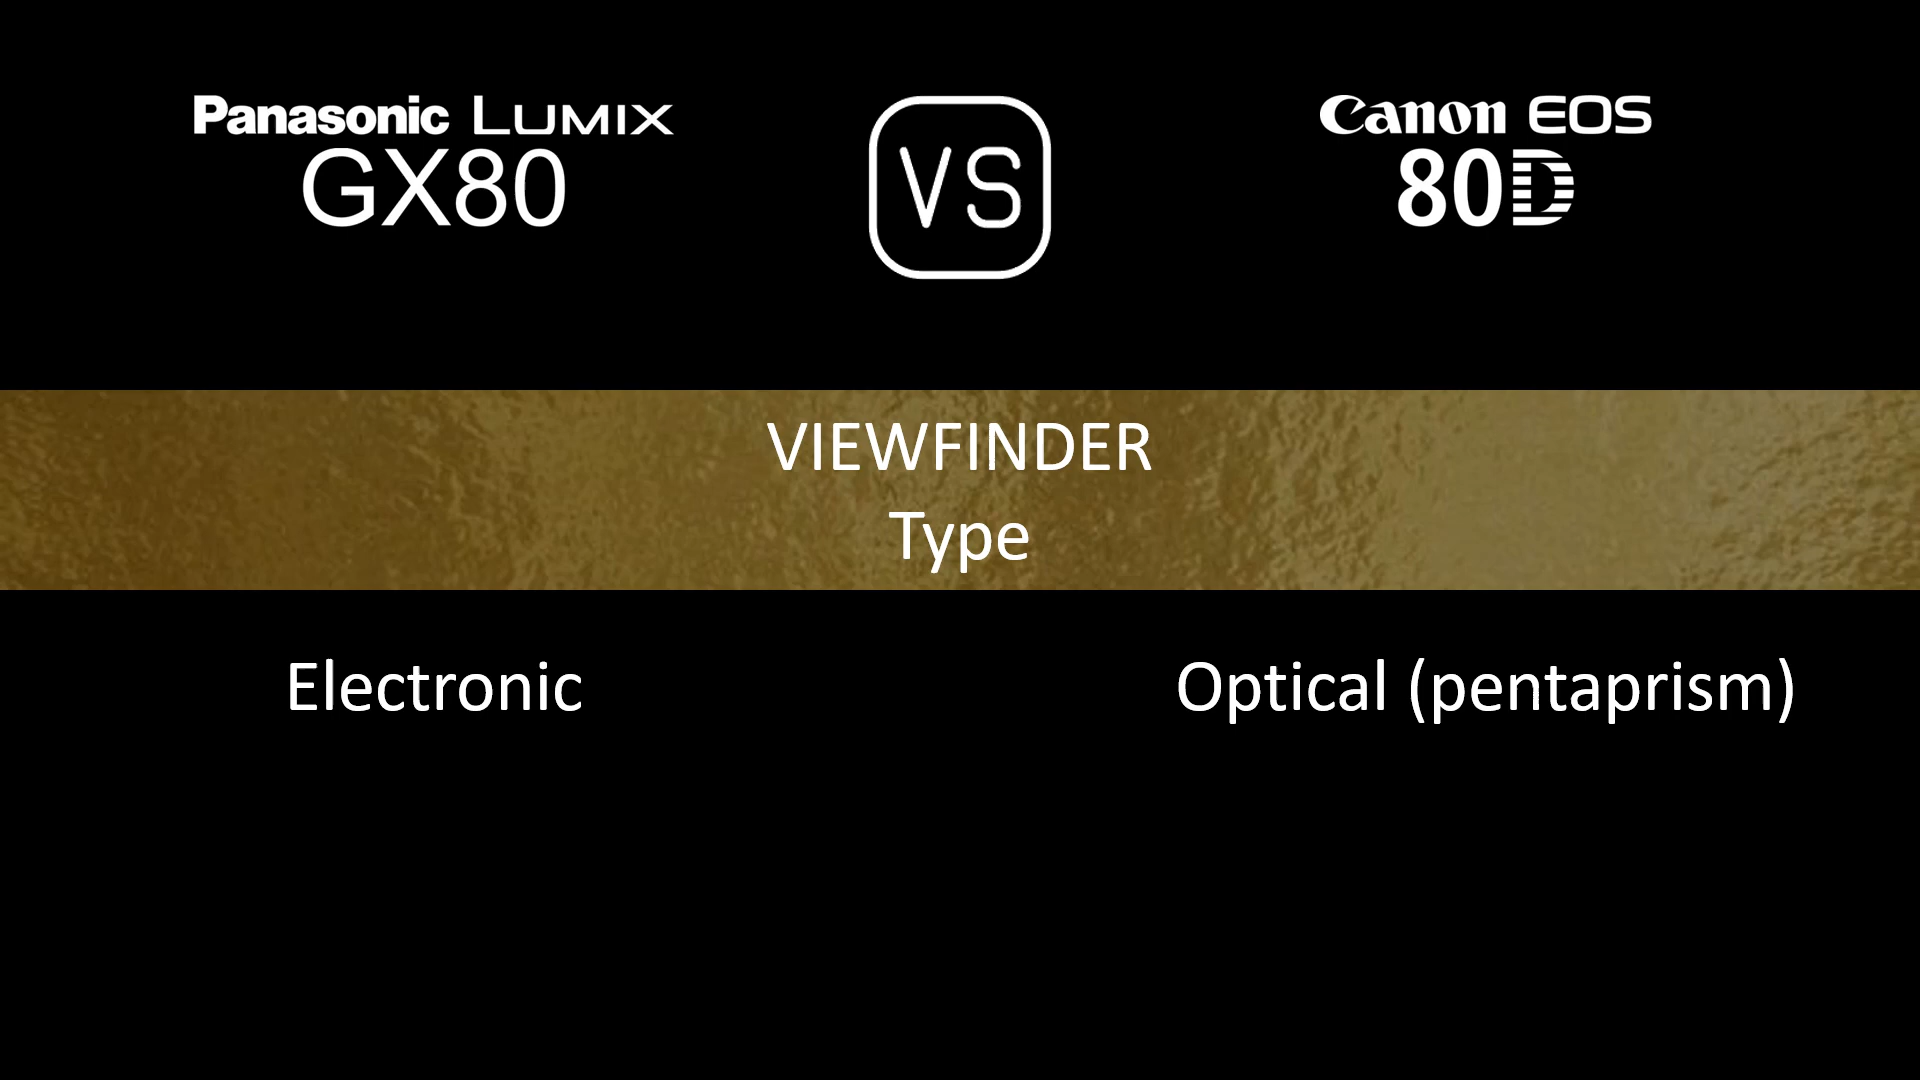 Panasonic LUMIX
GX80
VS
Canon EOS
80D
VIEWFINDER
Type
Electronic
Optical (pentaprism)